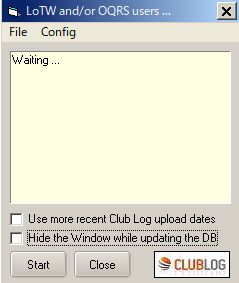 LoTW and/or OQRS users ...
File Config
Waiting ...
Use more recent Club Log upload dates
Hide the Window while updating the DB
Start Close CLUBLOG